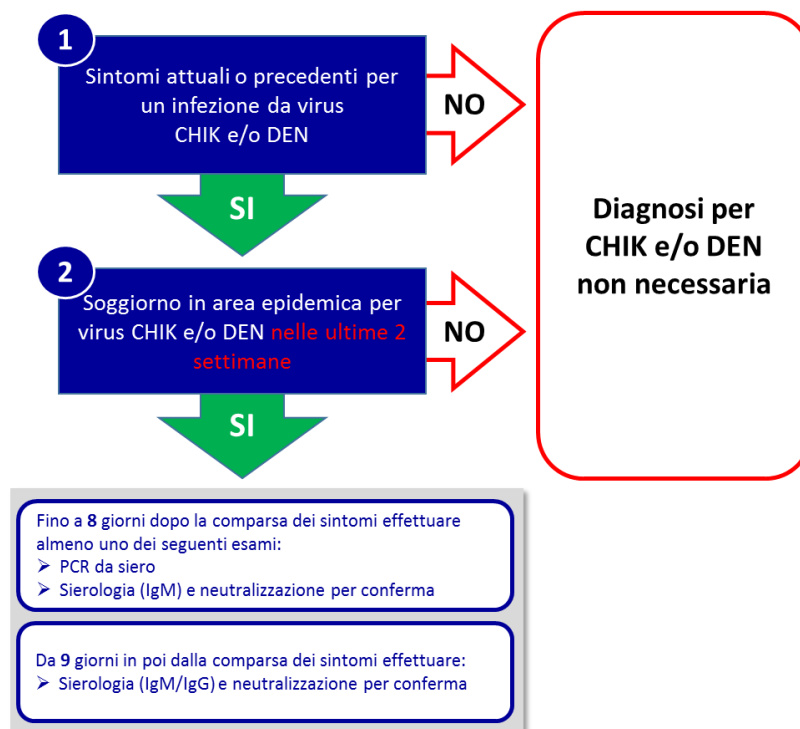 1
Sintomi attuali o precedenti per
un infezione da virus
CHIK e/o DEN
NO
SI
Diagnosi per
CHIK e/o DEN
non necessaria
2
Soggiorno in area epidemica per
virus CHIK e/o DEN nelle ultime 2
settimane
NO
SI
Fino a 8 giorni dopo la comparsa dei sintomi effettuare
almeno uno dei seguenti esami:
➢ PCR da siero
➢ Sierologia (IgM) e neutralizzazione per conferma
Da 9 giorni in poi dalla comparsa dei sintomi effettuare:
➢ Sierologia (IgM/IgG) e neutralizzazione per conferma